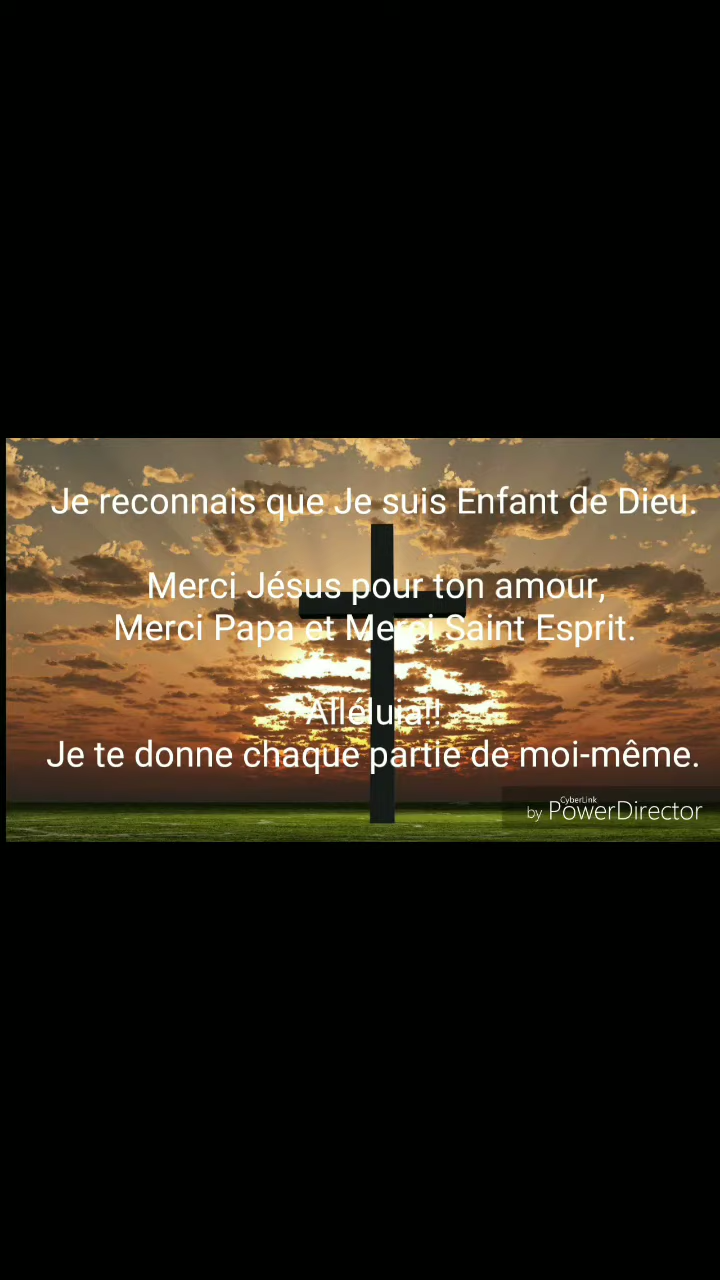 Je reconnais que Je suis Enfant de Dieu.
Merci Jésus pour ton amour,
Merci Papa et Merci Saint Esprit.
Alléluia!!
Je te donne chaque partie de moi-même.
CyberLink
by PowerDirector